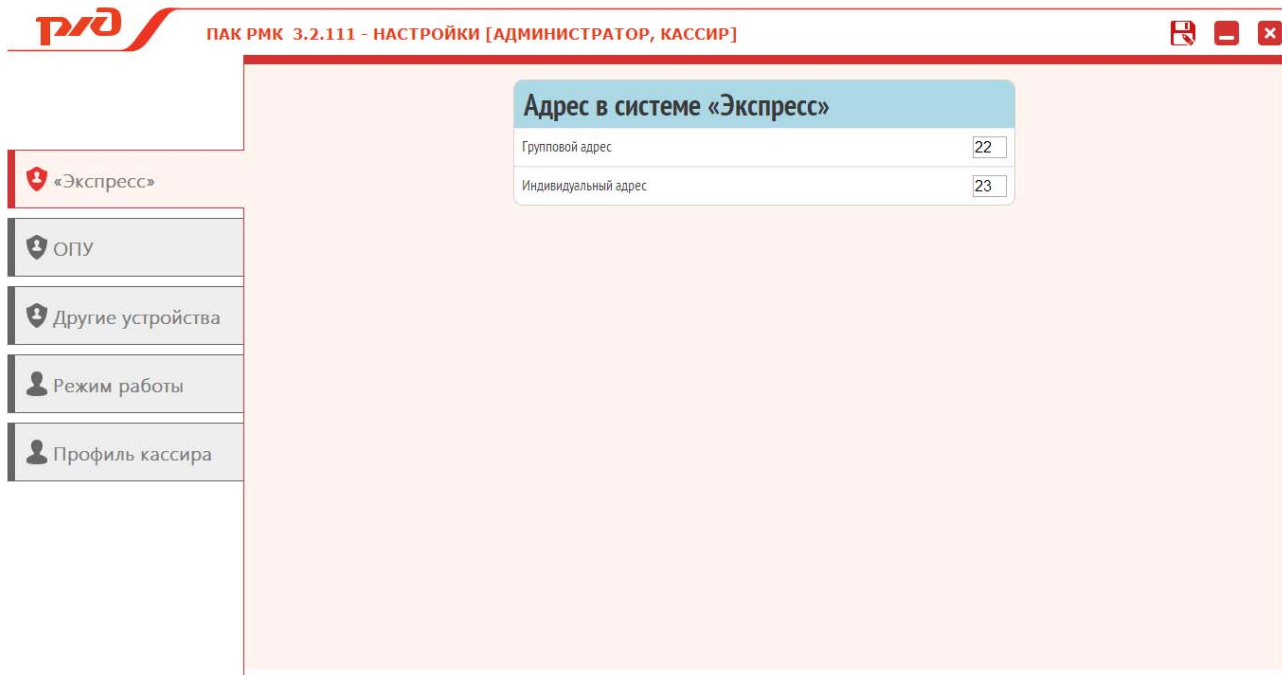 ржд
ПАК РМК 3.2.111 - НАСТРОЙКИ [АДМИНИСТРАТОР, КАССИР]
Адрес в системе «Экспресс»
Групповой адрес 22
Индивидуальный адрес 23
«Экспресс»
ОПУ
Другие устройства
Режим работы
Профиль кассира